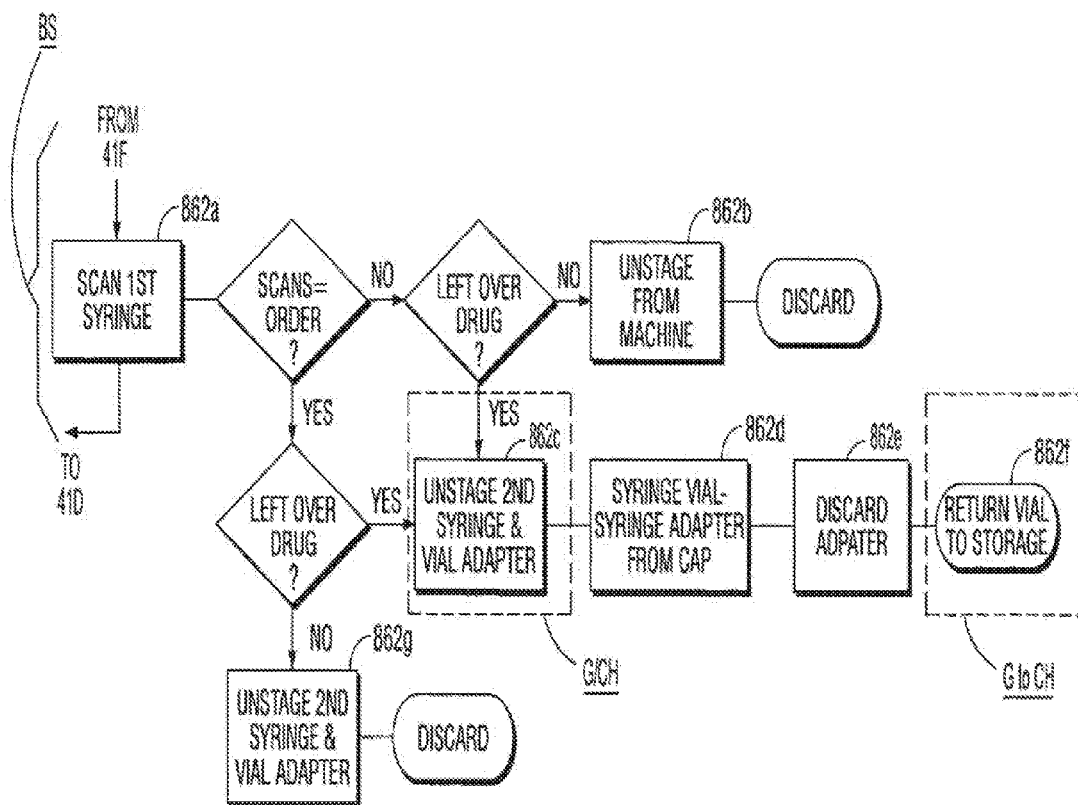 BS
FROM
41F
862a
SCAN 1ST
SYRINGE
TO
41D
SCANS=
ORDER
?
NO
YES
LEFT OVER
DRUG
?
NO
YES
862b
UNSTAGE
FROM
MACHINE
DISCARD
LEFT OVER
DRUG
?
YES
NO
862c
UNSTAGE 2ND
SYRINGE &
VIAL ADAPTER
G/CH
862d
SYRINGE VIAL-
SYRINGE ADAPTER
FROM CAP
862e
DISCARD
ADPATER
862f
RETURN VIAL
TO STORAGE
G to CH
862g
UNSTAGE 2ND
SYRINGE &
VIAL ADAPTER
DISCARD